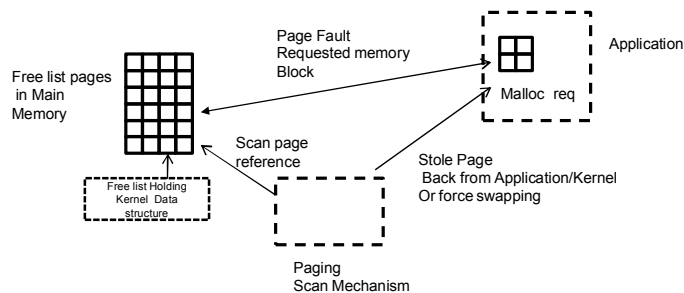 Page Fault
Requested memory
Block
Application
Free list pages
in Main
Memory
Malloc req
Scan page
reference
Stole Page
Back from Application/Kernel
Or force swapping
Free list Holding
Kernel Data
structure
Paging
Scan Mechanism